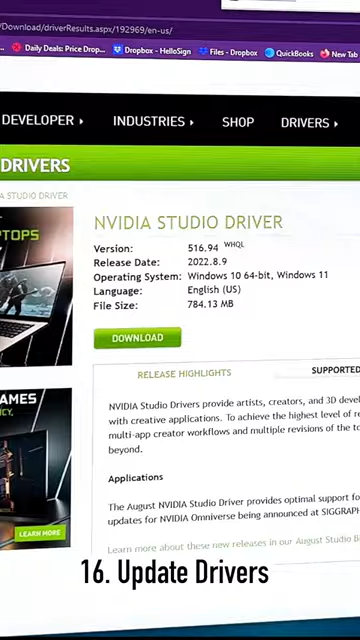 /Download/driverResults.aspx/192969/en-us/
Daily Deals: Price Drop... Dropbox - HelloSign Files - Dropbox QuickBooks New Tab
DEVELOPER INDUSTRIES SHOP DRIVERS
DRIVERS
A STUDIO DRIVER
NVIDIA STUDIO DRIVER
Version: 516.94 WHQL
Release Date: 2022.8.9
Operating System: Windows 10 64-bit, Windows 11
Language: English (US)
File Size: 784.13 MB
DOWNLOAD
RELEASE HIGHLIGHTS SUPPORTED
NVIDIA Studio Drivers provide artists, creators, and 3D
with creative applications. To achieve the highest level of
multi-app creator workflows and multiple revisions of the
beyond.
Applications
The August NVIDIA Studio Driver provides optimal support
updates for NVIDIA Omniverse being announced at
Learn more about these new releases in our August Studio
LEARN MORE
16. Update Drivers